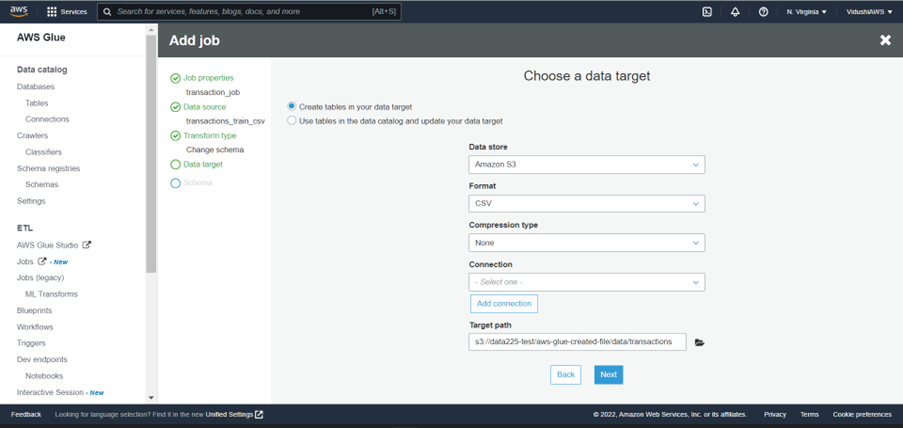 aws
Services
Search for services, features, blogs, docs, and more
[Alt+S]
N. Virginia
VidushiAWS
AWS Glue
Data catalog
Databases
Tables
Connections
Crawlers
Classifiers
Schema registries
Schemas
Settings
ETL
AWS Glue Studio
Jobs - New
Jobs (legacy)
ML Transforms
Blueprints
Workflows
Triggers
Dev endpoints
Notebooks
Interactive Session - New
Add job
Job properties
transaction_job
Data source
transactions_train_csv
Transform type
Change schema
Data target
Schema
Choose a data target
Create tables in your data target
Use tables in the data catalog and update your data target
Data store
Amazon S3
Format
CSV
Compression type
None
Connection
- Select one -
Add connection
Target path
s3://data225-test/aws-glue-created-file/data/transactions
Back
Next
Feedback
Looking for language selection? Find it in the new Unified Settings
© 2022, Amazon Web Services, Inc. or its affiliates.
Privacy
Terms
Cookie preferences